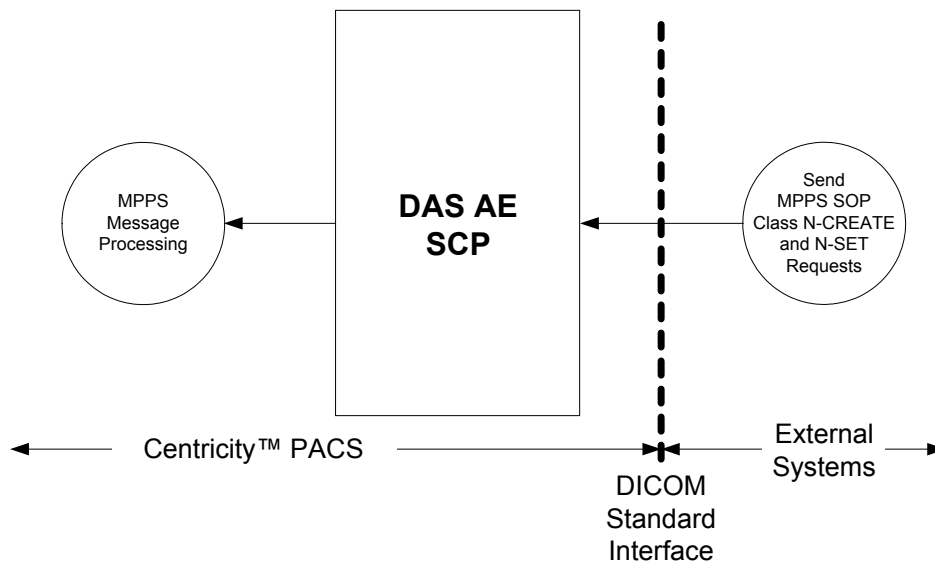 MPPS
Message
Processing
DAS AE
SCP
Send
MPPS SOP
Class N-CREATE
and N-SET
Requests
Centricity™ PACS
External
Systems
DICOM
Standard
Interface